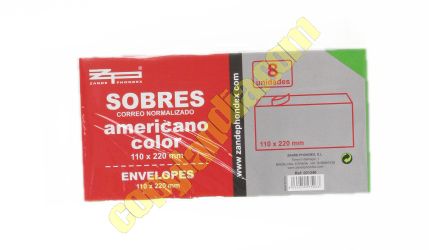 ZP
ZANDE PHONDEX
SOBRES
CORREO NORMALIZADO
americano
color
110 x 220 mm
ENVELOPES
110 x 220 mm
www.zandephondex.com
8
unidades
110 x 220 mm
ZANDE PHONDEX, S.L.